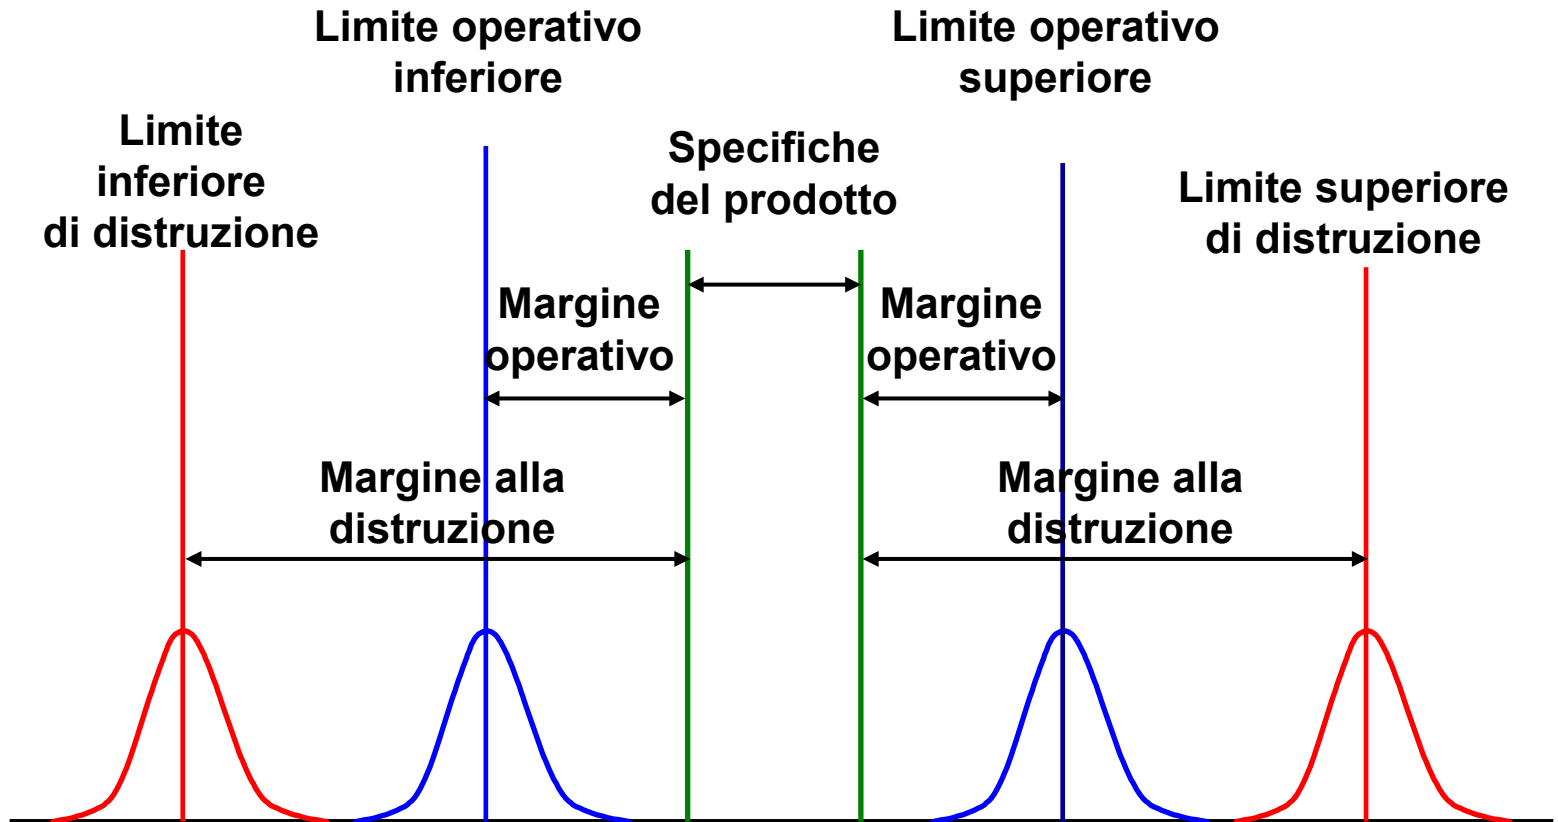 Limite operativo
inferiore
Limite operativo
superiore
Limite
inferiore
di distruzione
Specifiche
del prodotto
Limite superiore
di distruzione
Margine
operativo
Margine
operativo
Margine alla
distruzione
Margine alla
distruzione